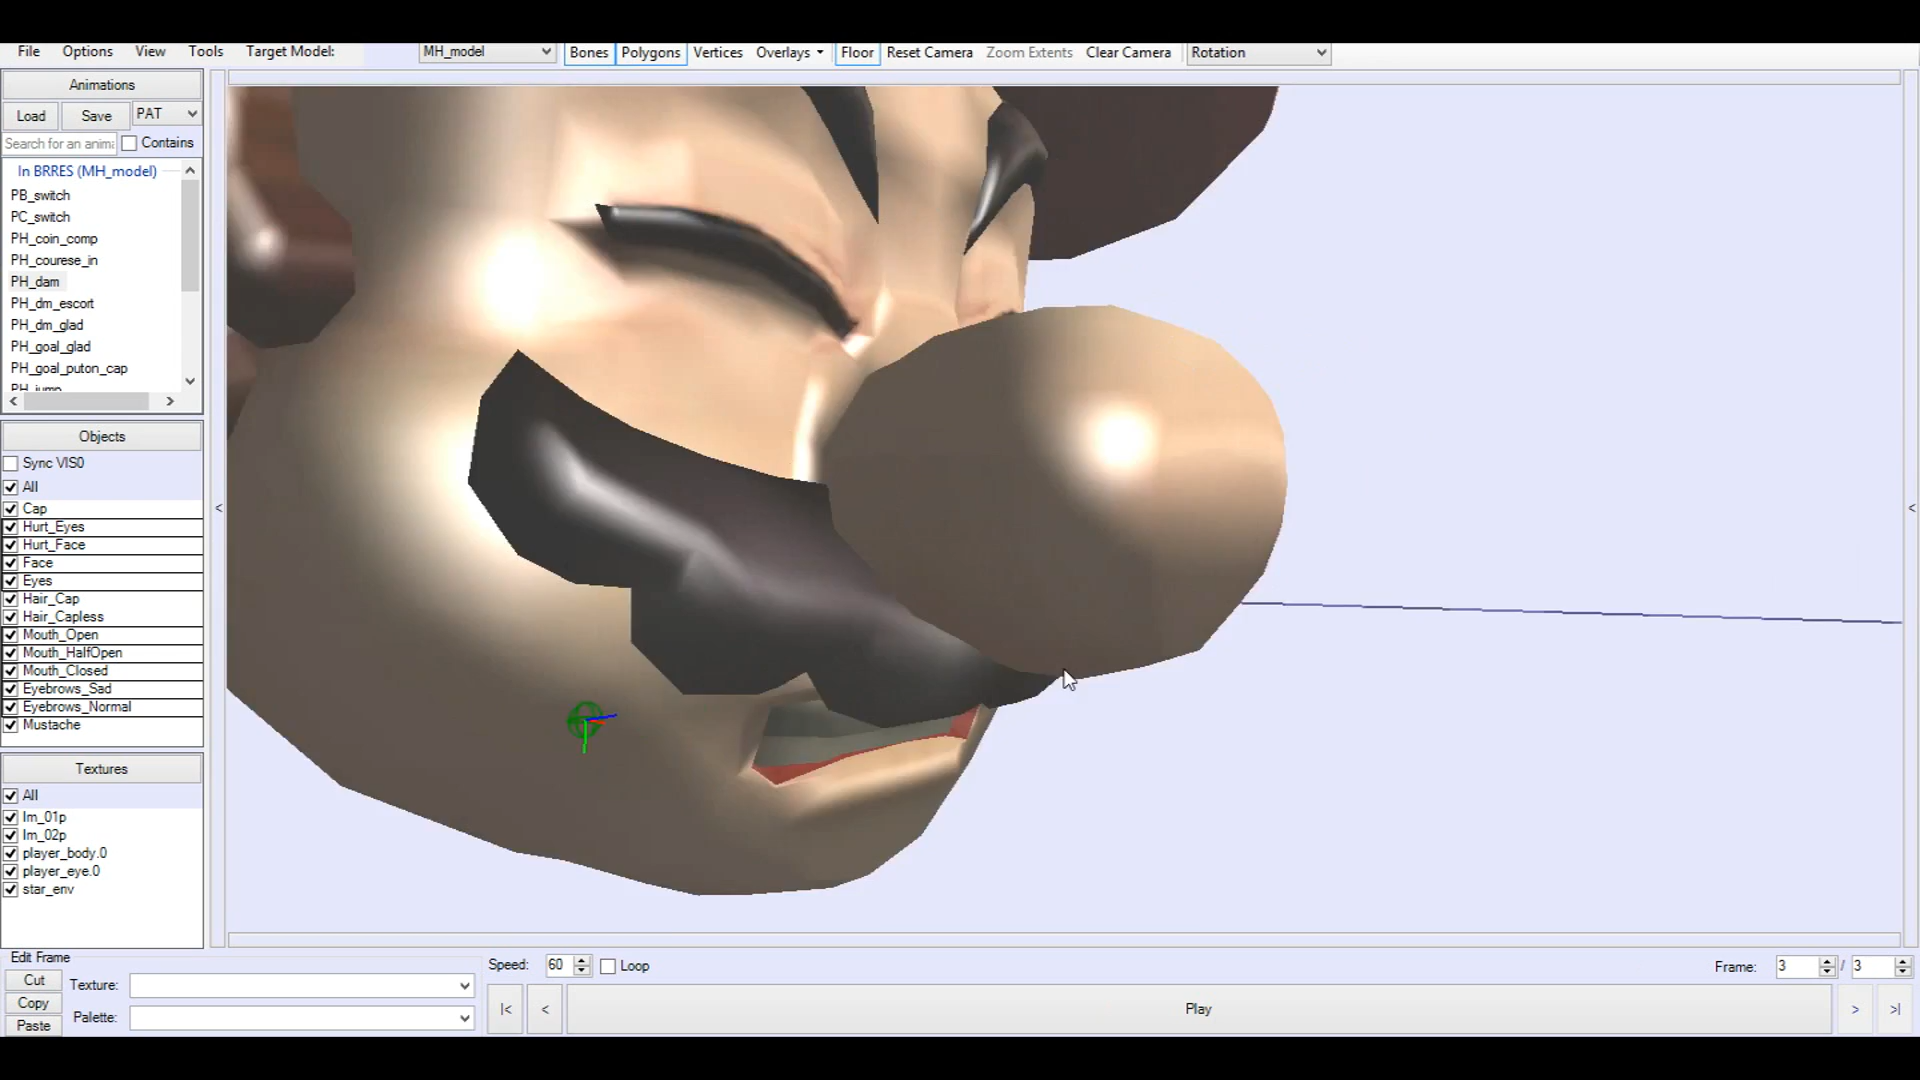 File Options View Tools Target Model: MH_model Bones Polygons Vertices Overlays Floor Reset Camera Zoom Extents Clear Camera Rotation
Animations
Load Save PAT
Search for an anima Contains
In BRRES (MH_model)
PB_switch
PC_switch
PH_coin_comp
PH_courese_in
PH_dam
PH_dm_escort
PH_dm_glad
PH_goal_glad
PH_goal_puton_cap
PH_jump
Objects
Sync VIS0
All
Cap
Hurt_Eyes
Hurt_Face
Face
Eyes
Hair_Cap
Hair_Capless
Mouth_Open
Mouth_HalfOpen
Mouth_Closed
Eyebrows_Sad
Eyebrows_Normal
Mustache
Textures
All
Im_01p
Im_02p
player_body.0
player_eye.0
star_env
Edit Frame
Cut
Copy
Paste
Texture:
Palette:
Speed: 60 Loop
Frame: 3 / 3
|< < Play > >|